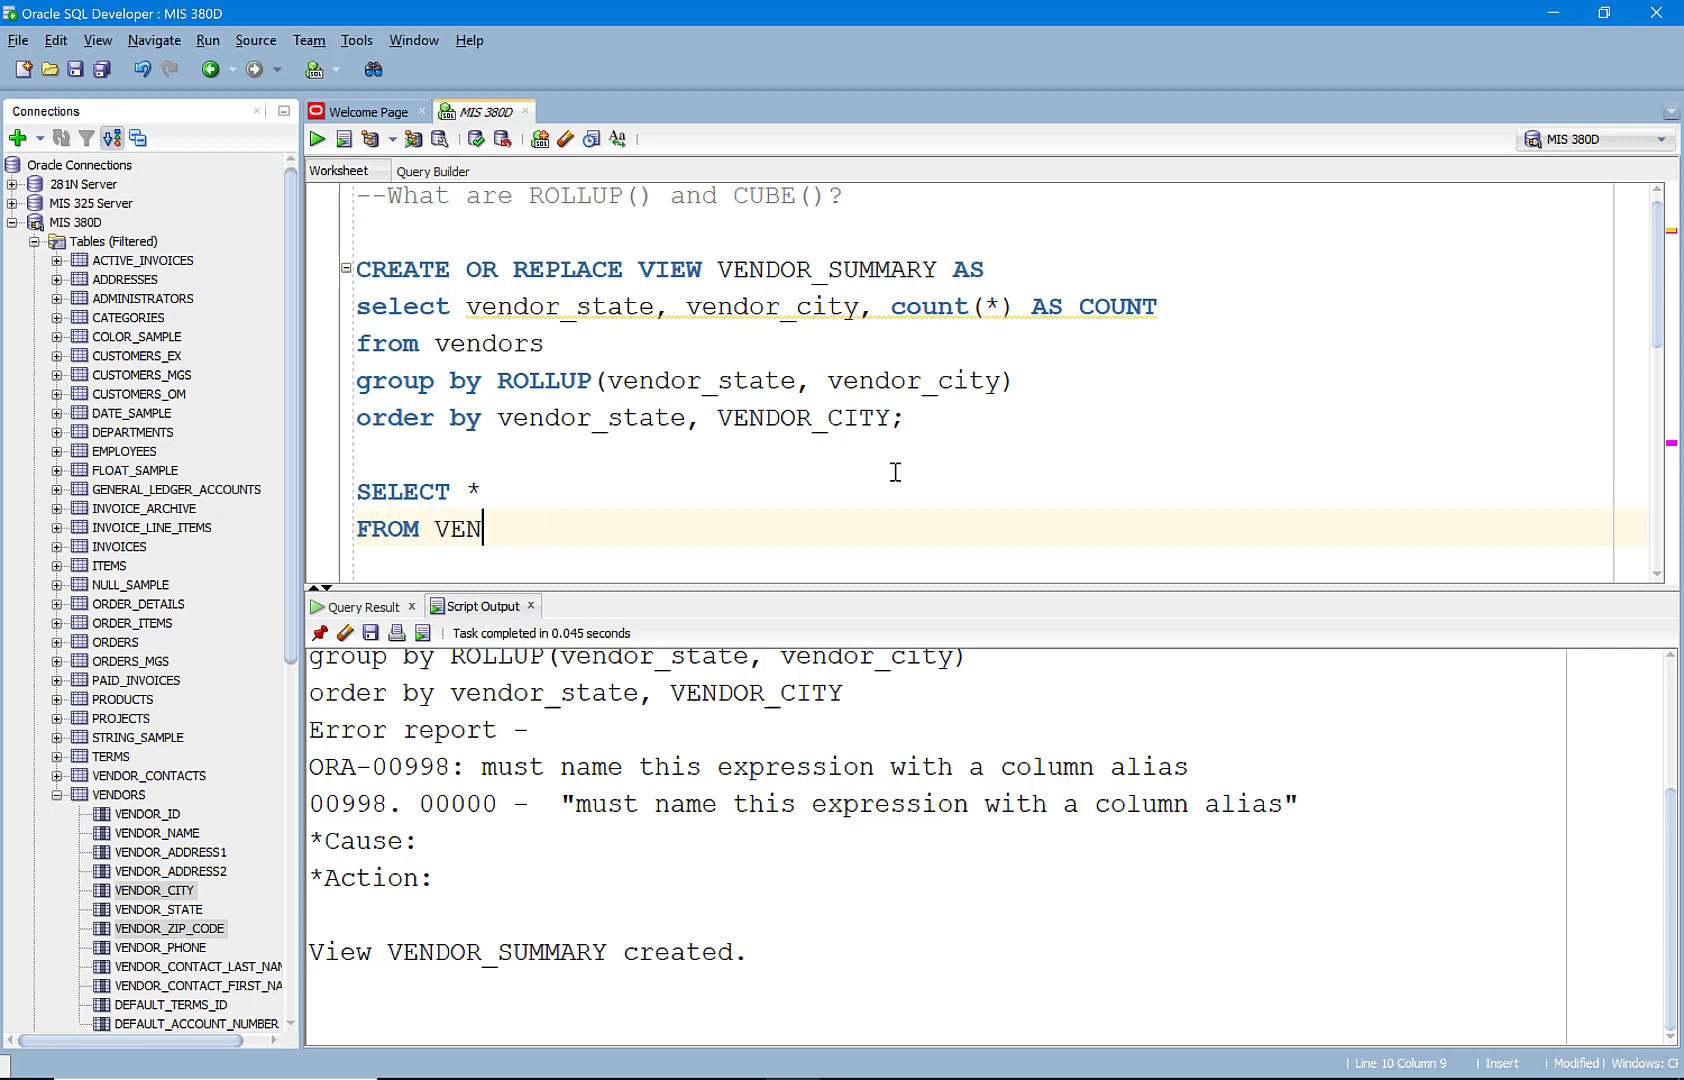 Oracle SQL Developer : MIS 380D
File Edit View Navigate Run Source Team Tools Window Help
Connections
Oracle Connections
281N Server
MIS 325 Server
MIS 380D
Tables (Filtered)
ACTIVE_INVOICES
ADDRESSES
ADMINISTRATORS
CATEGORIES
COLOR_SAMPLE
CUSTOMERS_EX
CUSTOMERS_MGS
CUSTOMERS_OM
DATE_SAMPLE
DEPARTMENTS
EMPLOYEES
FLOAT_SAMPLE
GENERAL_LEDGER_ACCOUNTS
INVOICE_ARCHIVE
INVOICE_LINE_ITEMS
INVOICES
ITEMS
NULL_SAMPLE
ORDER_DETAILS
ORDER_ITEMS
ORDERS
ORDERS_MGS
PAID_INVOICES
PRODUCTS
PROJECTS
STRING_SAMPLE
TERMS
VENDOR_CONTACTS
VENDORS
VENDOR_ID
VENDOR_NAME
VENDOR_ADDRESS1
VENDOR_ADDRESS2
VENDOR_CITY
VENDOR_STATE
VENDOR_ZIP_CODE
VENDOR_PHONE
VENDOR_CONTACT_LAST_NAM
VENDOR_CONTACT_FIRST_NA
DEFAULT_TERMS_ID
DEFAULT_ACCOUNT_NUMBER
Welcome Page MIS 380D
MIS 380D
Worksheet Query Builder
--What are ROLLUP() and CUBE()?
CREATE OR REPLACE VIEW VENDOR_SUMMARY AS
select vendor_state, vendor_city, count(*) AS COUNT
from vendors
group by ROLLUP(vendor_state, vendor_city)
order by vendor_state, VENDOR_CITY;
SELECT *
FROM VEN
Query Result Script Output
Task completed in 0.045 seconds
group by ROLLUP(vendor_state, vendor_city)
order by vendor_state, VENDOR_CITY
Error report -
ORA-00998: must name this expression with a column alias
00998. 00000 - "must name this expression with a column alias"
*Cause:
*Action:
View VENDOR_SUMMARY created.
Line 10 Column 9 Insert Modified Windows: CF